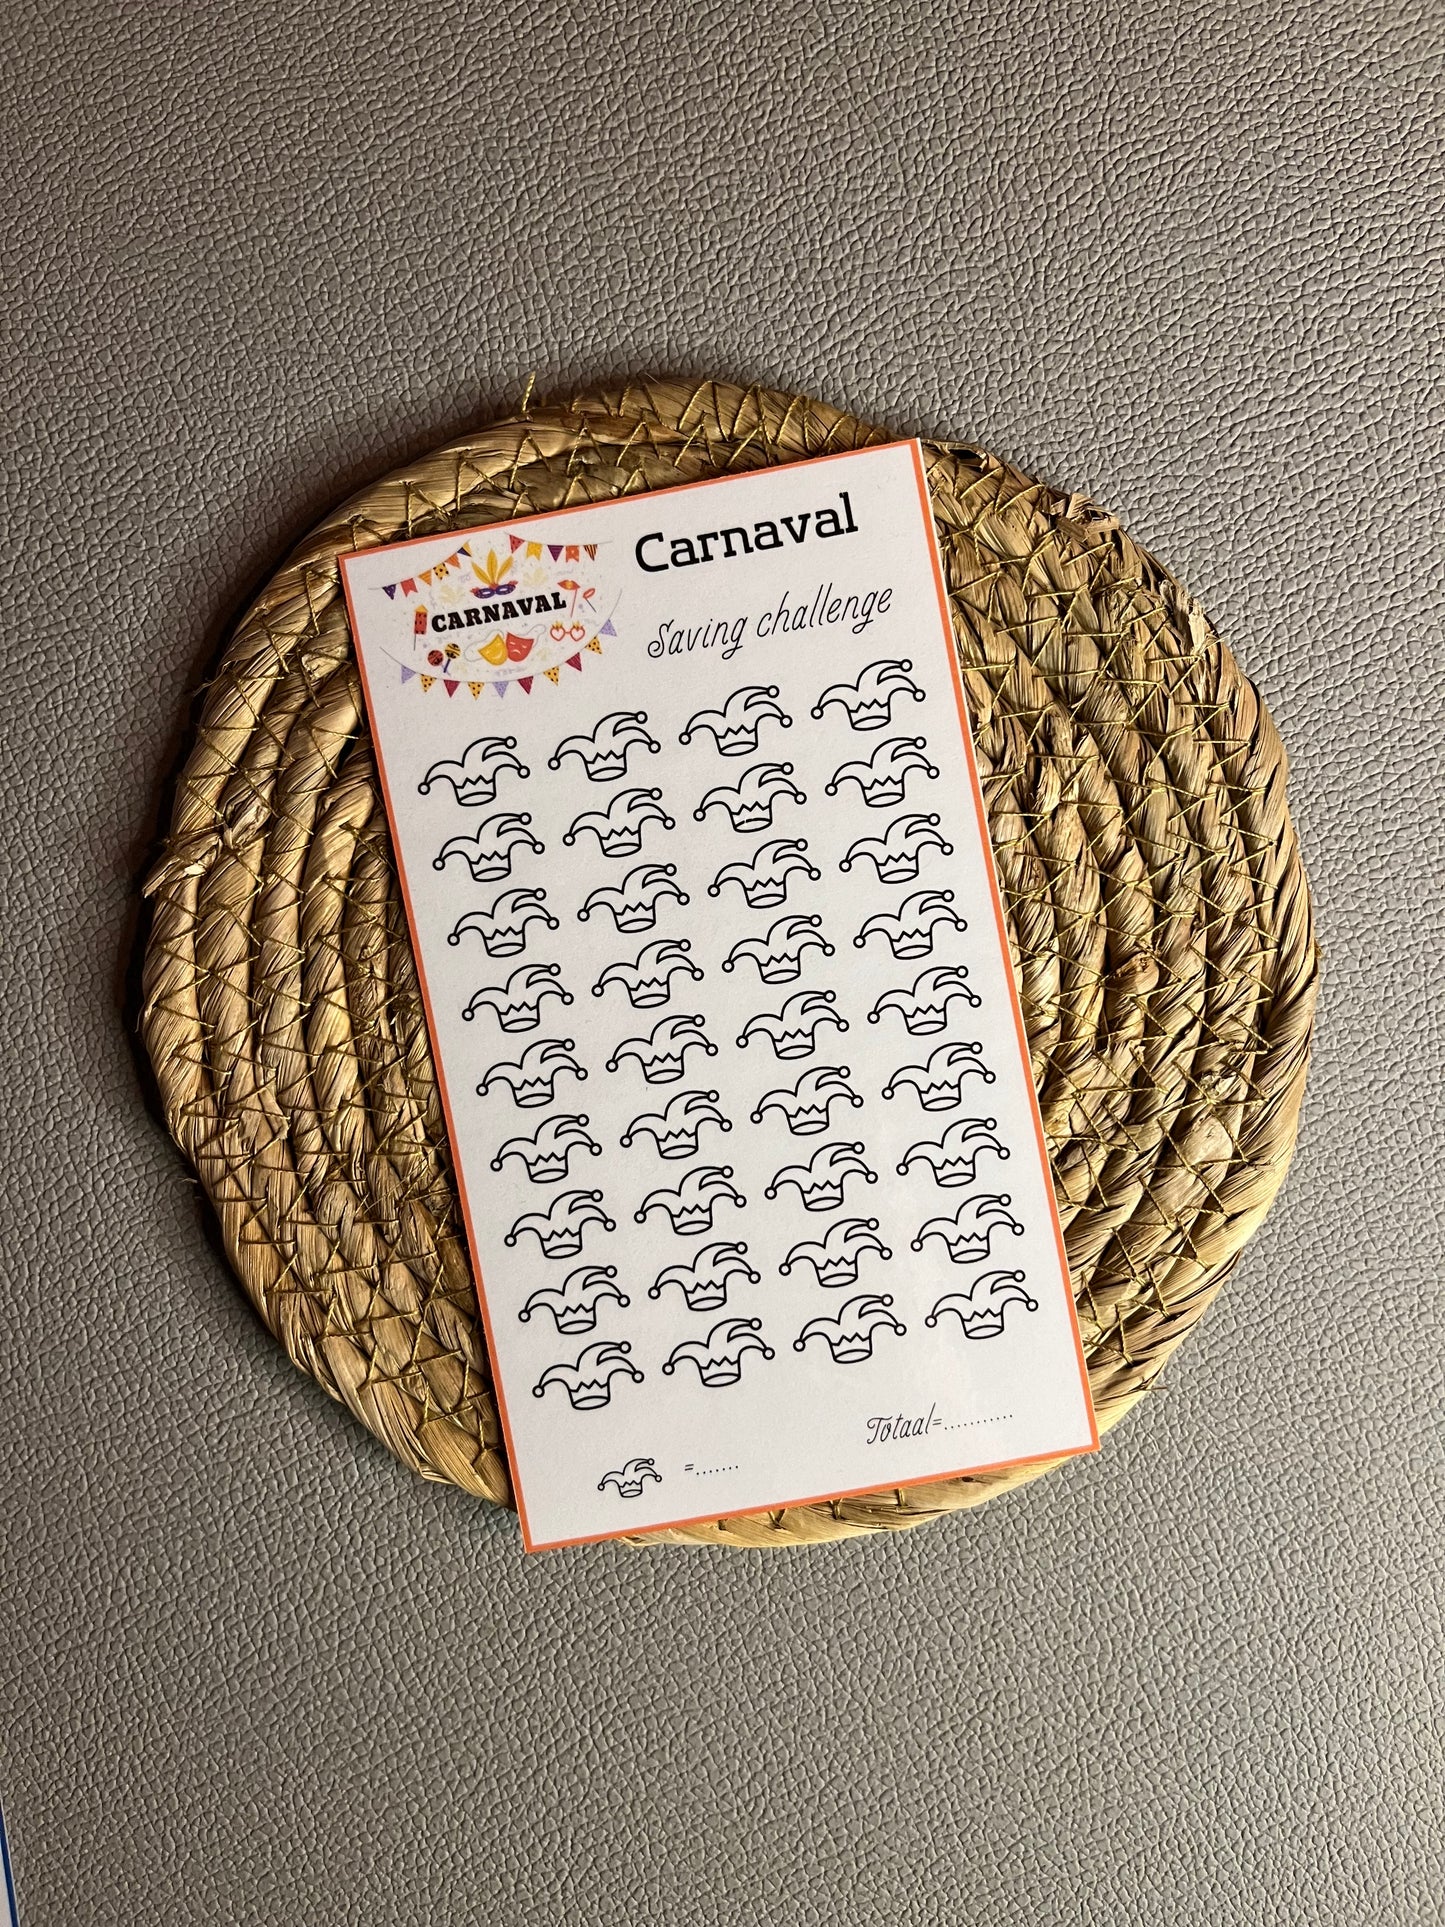 Carnaval
CARNAVAL
Saving challenge
Totaal=...........
=.......